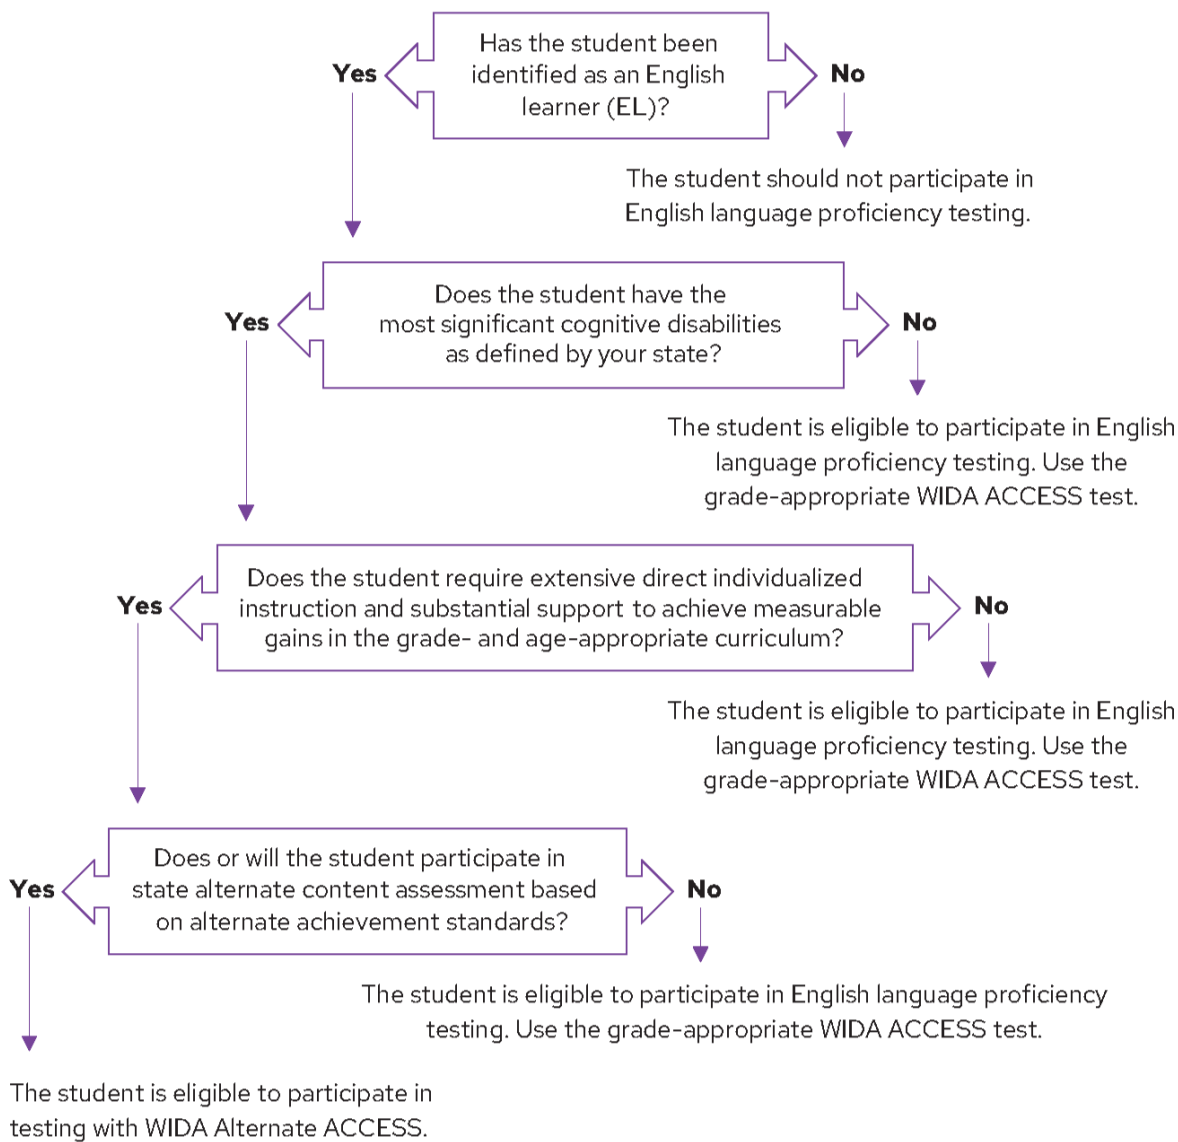 Has the student been
identified as an English
learner (EL)?
Yes
No
The student should not participate in
English language proficiency testing.
Does the student have the
most significant cognitive disabilities
as defined by your state?
Yes
No
The student is eligible to participate in English
language proficiency testing. Use the
grade-appropriate WIDA ACCESS test.
Does the student require extensive direct individualized
instruction and substantial support to achieve measurable
gains in the grade- and age-appropriate curriculum?
Yes
No
The student is eligible to participate in English
language proficiency testing. Use the
grade-appropriate WIDA ACCESS test.
Does or will the student participate in
state alternate content assessment based
on alternate achievement standards?
Yes
No
The student is eligible to participate in English language proficiency
testing. Use the grade-appropriate WIDA ACCESS test.
The student is eligible to participate in
testing with WIDA Alternate ACCESS.